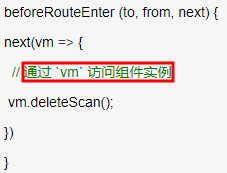 beforeRouteEnter (to, from, next) {
next(vm => {
// 通过 `vm` 访问组件实例
vm.deleteScan();
})
}